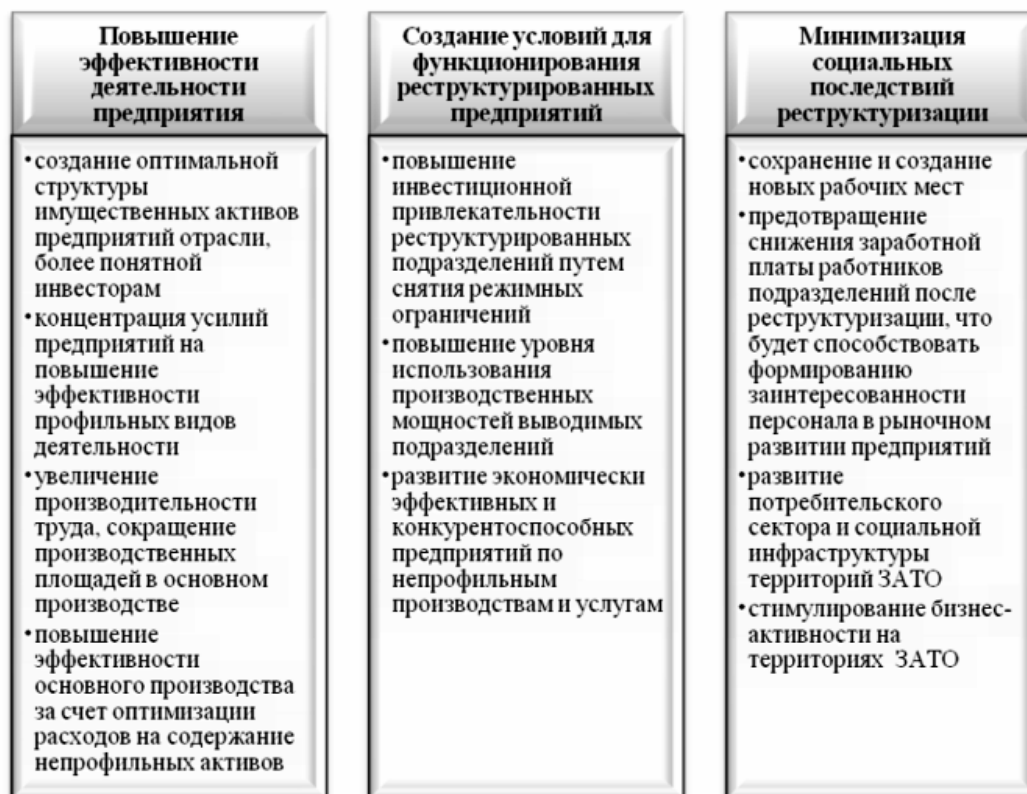 Повышение
эффективности
деятельности
предприятия
•создание оптимальной
структуры
имущественных активов
предприятий отрасли,
более понятной
инвесторам
•концентрация усилий
предприятий на
повышение
эффективности
профильных видов
деятельности
•увеличение
производительности
труда, сокращение
производственных
площадей в основном
производстве
•повышение
эффективности
основного производства
за счет оптимизации
расходов на содержание
непрофильных активов
Создание условий для
функционирования
реструктурированных
предприятий
•повышение
инвестиционной
привлекательности
реструктурированных
подразделений путем
снятия режимных
ограничений
•повышение уровня
использования
производственных
мощностей выводимых
подразделений
•развитие экономически
эффективных и
конкурентоспособных
предприятий по
непрофильным
производствам и услугам
Минимизация
социальных
последствий
реструктуризации
•сохранение и создание
новых рабочих мест
•предотвращение
снижения заработной
платы работников
подразделений после
реструктуризации, что
будет способствовать
формированию
заинтересованности
персонала в рыночном
развитии предприятий
•развитие
потребительского
сектора и социальной
инфраструктуры
территорий ЗАТО
•стимулирование бизнес-
активности на
территориях ЗАТО